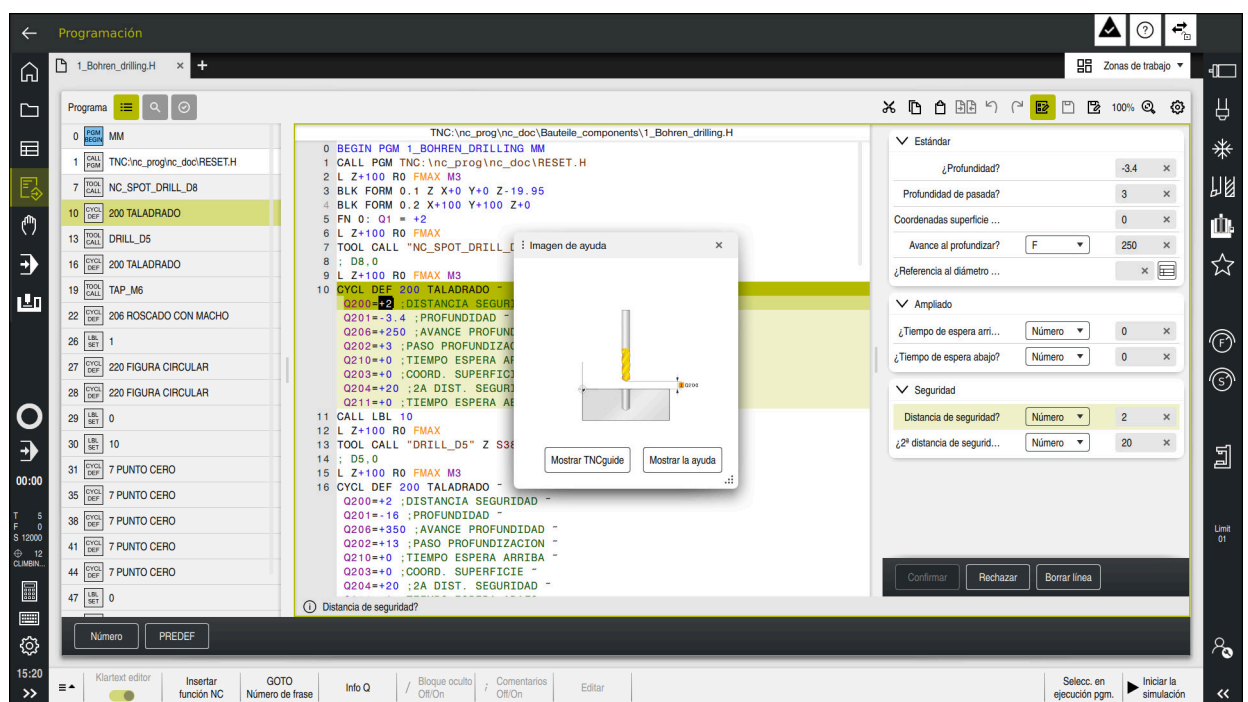 Programación
1_Bohren_drilling.H × +
Zonas de trabajo
Programa
100%
0 PGM BEGIN MM
1 CALL PGM TNC:\nc_prog\nc_doc\RESET.H
7 TOOL CALL NC_SPOT_DRILL_D8
10 CYCL DEF 200 TALADRADO
13 TOOL CALL DRILL_D5
16 CYCL DEF 200 TALADRADO
19 TOOL CALL TAP_M6
22 CYCL DEF 206 ROSCADO CON MACHO
26 LBL SET 1
27 CYCL DEF 220 FIGURA CIRCULAR
28 CYCL DEF 220 FIGURA CIRCULAR
29 LBL SET 0
30 LBL SET 10
31 CYCL DEF 7 PUNTO CERO
35 CYCL DEF 7 PUNTO CERO
38 CYCL DEF 7 PUNTO CERO
41 CYCL DEF 7 PUNTO CERO
44 CYCL DEF 7 PUNTO CERO
47 LBL SET 0
TNC:\nc_prog\nc_doc\Bauteile_components\1_Bohren_drilling.H
0 BEGIN PGM 1_BOHREN_DRILLING MM
1 CALL PGM TNC:\nc_prog\nc_doc\RESET.H
2 L Z+100 R0 FMAX M3
3 BLK FORM 0.1 Z X+0 Y+0 Z-19.95
4 BLK FORM 0.2 X+100 Y+100 Z+0
5 FN 0: Q1 = +2
6 L Z+100 R0 FMAX
7 TOOL CALL "NC_SPOT_DRILL_
8 ; D8,0
9 L Z+100 R0 FMAX M3
10 CYCL DEF 200 TALADRADO ~
Q200=+2 ;DISTANCIA SEGURI
Q201=-3.4 ;PROFUNDIDAD ~
Q206=+250 ;AVANCE PROFUND
Q202=+3 ;PASO PROFUNDIZAC
Q210=+0 ;TIEMPO ESPERA AR
Q203=+0 ;COORD. SUPERFICI
Q204=+20 ;2A DIST. SEGURI
Q211=+0 ;TIEMPO ESPERA AB
11 CALL LBL 10
12 L Z+100 R0 FMAX
13 TOOL CALL "DRILL_D5" Z S38
14 ; D5,0
15 L Z+100 R0 FMAX M3
16 CYCL DEF 200 TALADRADO ~
Q200=+2 ;DISTANCIA SEGURIDAD ~
Q201=-16 ;PROFUNDIDAD ~
Q206=+350 ;AVANCE PROFUNDIDAD ~
Q202=+13 ;PASO PROFUNDIZACION ~
Q210=+0 ;TIEMPO ESPERA ARRIBA ~
Q203=+0 ;COORD. SUPERFICIE ~
Q204=+20 ;2A DIST. SEGURIDAD ~
Distancia de seguridad?
Imagen de ayuda ×
Q200
Mostrar TNCguide
Mostrar la ayuda
Estándar
¿Profundidad? -3.4 ×
Profundidad de pasada? 3 ×
Coordenadas superficie ... 0 ×
Avance al profundizar? F 250 ×
¿Referencia al diámetro ... ×
Ampliado
¿Tiempo de espera arri... Número 0 ×
¿Tiempo de espera abajo? Número 0 ×
Seguridad
Distancia de seguridad? Número 2 ×
¿2ª distancia de segurid... Número 20 ×
Confirmar
Rechazar
Borrar línea
Número
PREDEF
00:00
T 5
F 0
S 12000
12
CLIMBIN...
15:20
F
S
Limit
01
Klartext editor
Insertar función NC
GOTO Número de frase
Info Q
/ Bloque oculto Off/On
; Comentarios Off/On
Editar
Selecc. en ejecución pgm.
Iniciar la simulación